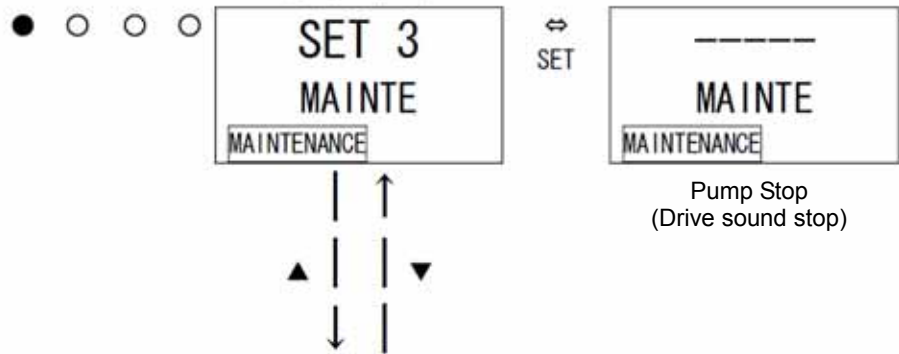 SET 3
MAINTE
MAINTENANCE
⇔
SET
-----
MAINTE
MAINTENANCE
Pump Stop
(Drive sound stop)
▲
▼